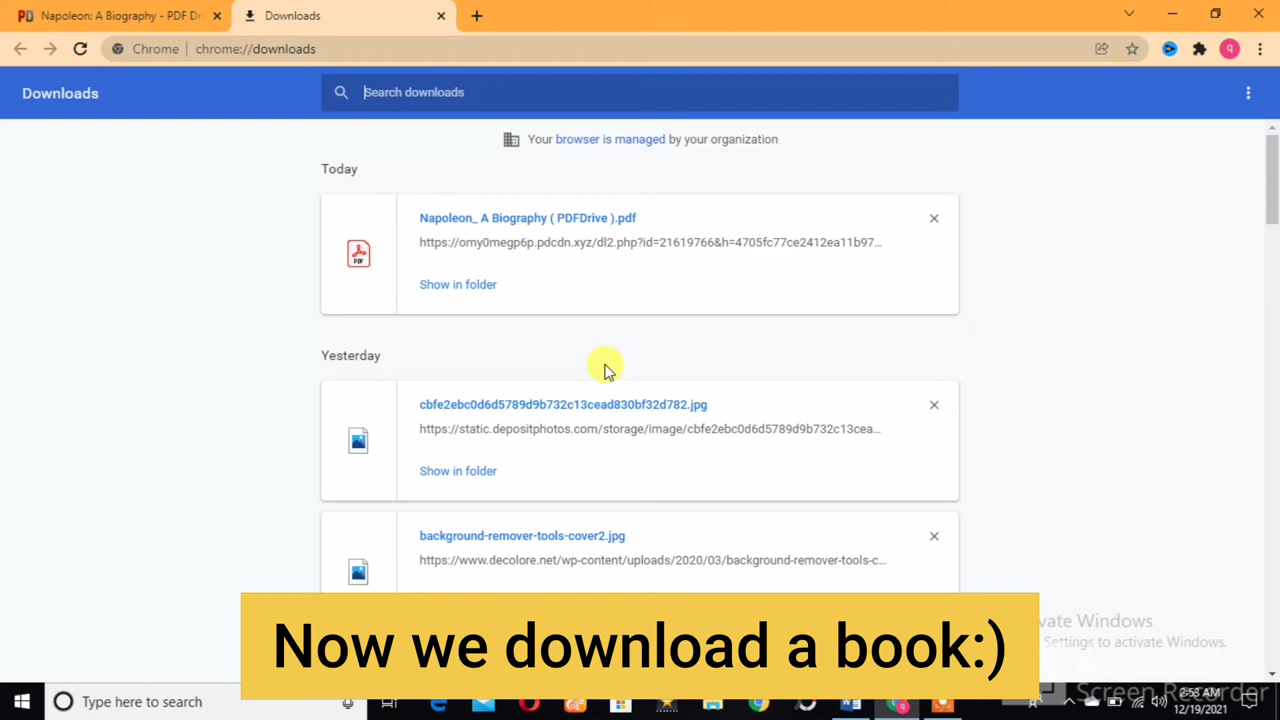 Napoleon: A Biography - PDF Dr
Downloads
Chrome
chrome://downloads
q
Downloads
Search downloads
Your browser is managed by your organization
Today
Napoleon_ A Biography ( PDFDrive ).pdf
https://omy0megp6p.pdcdn.xyz/dl2.php?id=21619766&h=4705fc77ce2412ea11b97...
PDF
Show in folder
Yesterday
cbfe2ebc0d6d5789d9b732c13cead830bf32d782.jpg
https://static.depositphotos.com/storage/image/cbfe2ebc0d6d5789d9b732c13cea...
Show in folder
background-remover-tools-cover2.jpg
https://www.decolore.net/wp-content/uploads/2020/03/background-remover-tools-c...
Now we download a book:)
vate Windows
Settings to activate Windows.
Screen Recorder
Type here to search
2:53 AM
12/19/2021